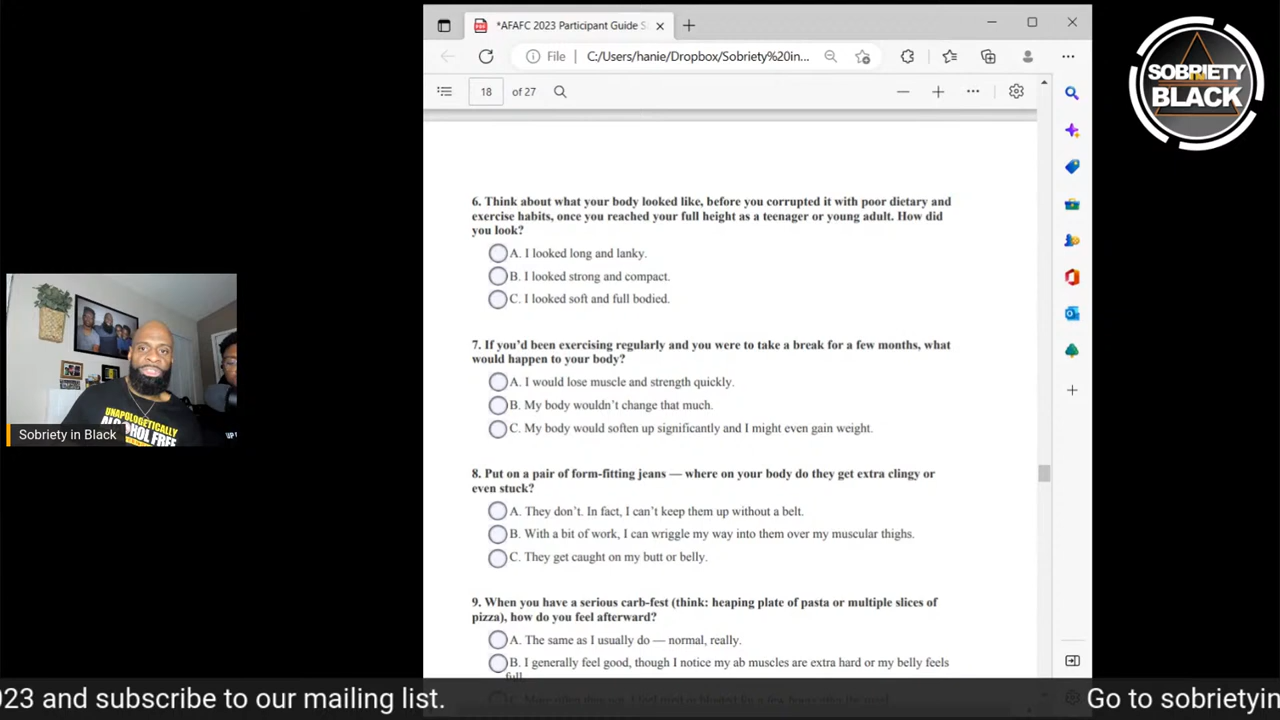 *AFAFC 2023 Participant Guide S
File
C:/Users/hanie/Dropbox/Sobriety%20in...
18
of 27
SOBRIETY
IN
BLACK
6. Think about what your body looked like, before you corrupted it with poor dietary and
exercise habits, once you reached your full height as a teenager or young adult. How did
you look?
A. I looked long and lanky.
B. I looked strong and compact.
C. I looked soft and full bodied.
7. If you’d been exercising regularly and you were to take a break for a few months, what
would happen to your body?
A. I would lose muscle and strength quickly.
B. My body wouldn’t change that much.
C. My body would soften up significantly and I might even gain weight.
8. Put on a pair of form-fitting jeans — where on your body do they get extra clingy or
even stuck?
A. They don’t. In fact, I can’t keep them up without a belt.
B. With a bit of work, I can wriggle my way into them over my muscular thighs.
C. They get caught on my butt or belly.
9. When you have a serious carb-fest (think: heaping plate of pasta or multiple slices of
pizza), how do you feel afterward?
A. The same as I usually do — normal, really.
B. I generally feel good, though I notice my ab muscles are extra hard or my belly feels
full.
UNAPOLOGETICALLY
ALCOHOL FREE
Sobriety in Black
023 and subscribe to our mailing list.
Go to sobrietyin